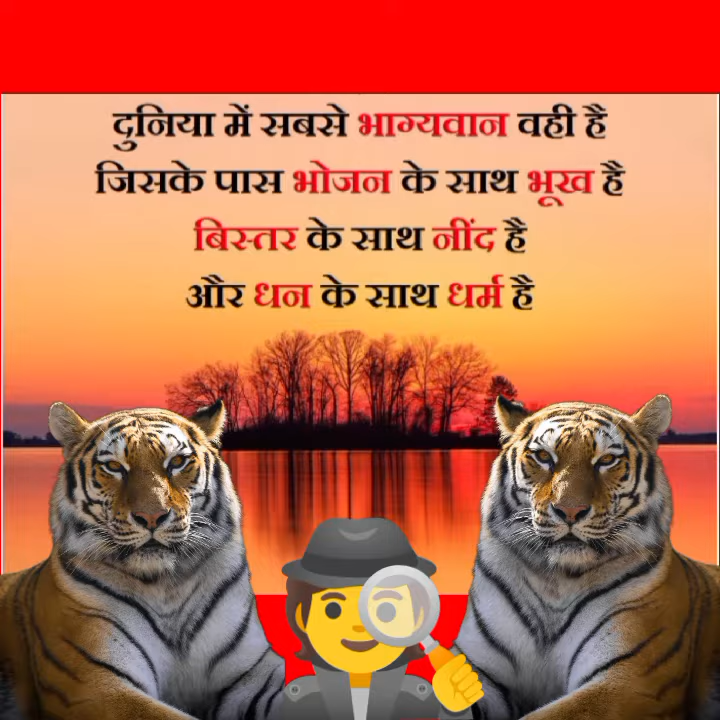 दुनिया में सबसे भाग्यवान वही है
जिसके पास भोजन के साथ भूख है
बिस्तर के साथ नींद है
और धन के साथ धर्म है